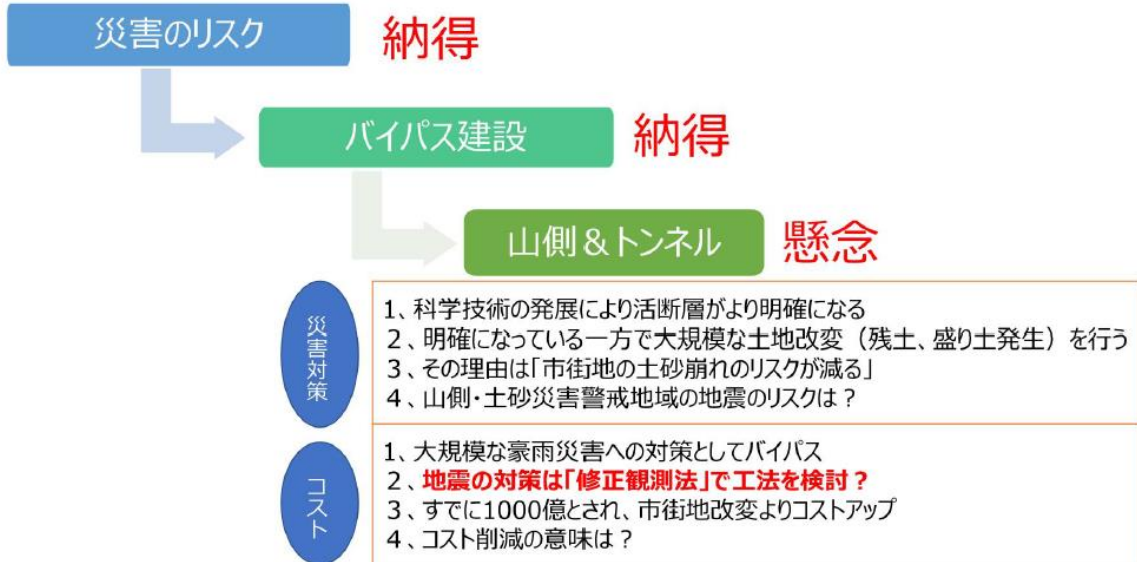 災害のリスク
納得
バイパス建設
納得
山側＆トンネル
懸念
災害対策
1、科学技術の発展により活断層がより明確になる
2、明確になっている一方で大規模な土地改変（残土、盛り土発生）を行う
3、その理由は「市街地の土砂崩れのリスクが減る」
4、山側・土砂災害警戒地域の地震のリスクは？
コスト
1、大規模な豪雨災害への対策としてバイパス
2、地震の対策は「修正観測法」で工法を検討？
3、すでに1000億とされ、市街地改変よりコストアップ
4、コスト削減の意味は？